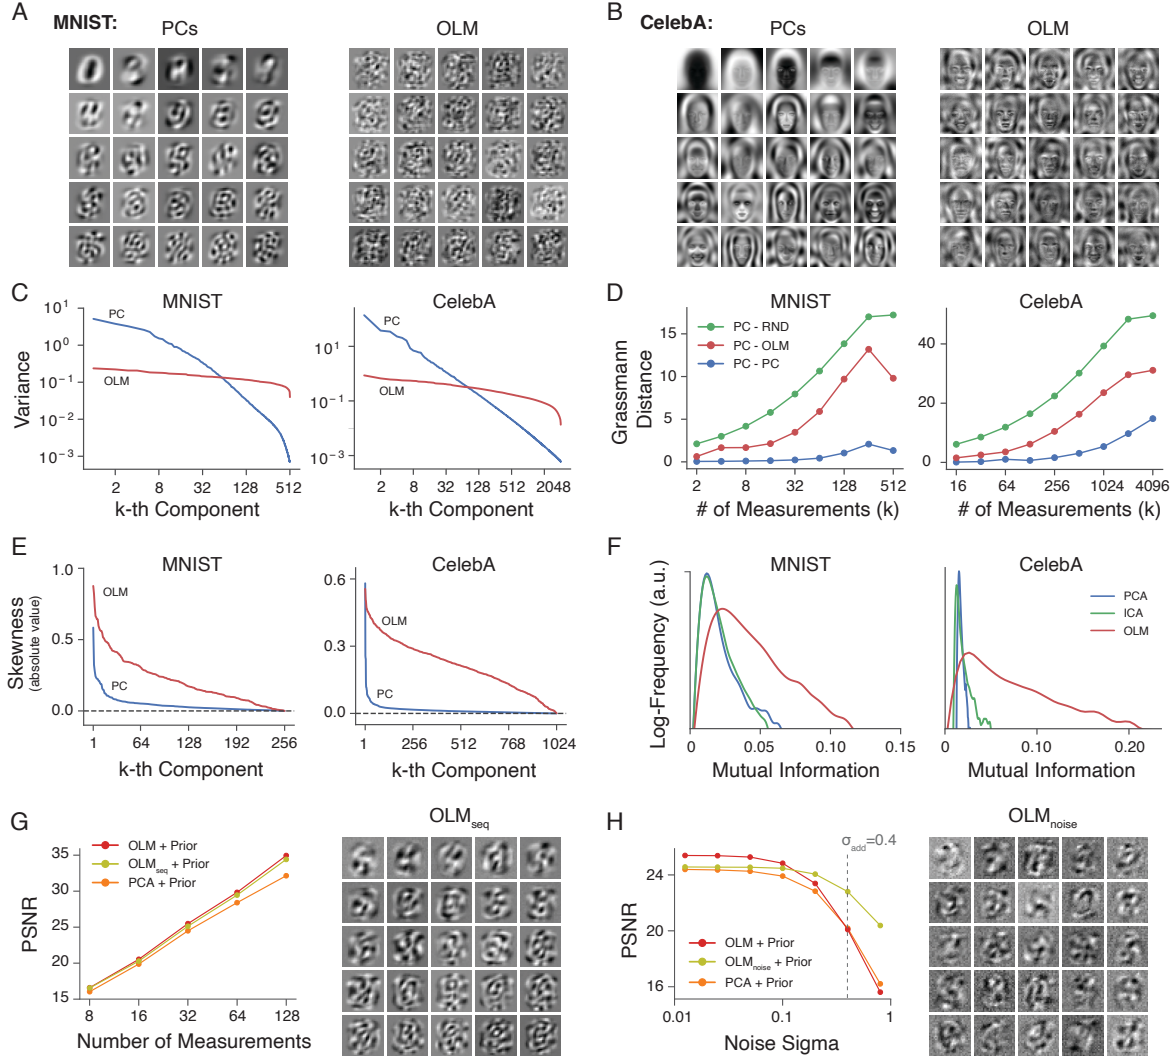 A
MNIST:
PCs
OLM
B
CelebA:
PCs
OLM
C
MNIST
CelebA
Variance
10^1
10^0
10^-1
10^-2
10^-3
PC
OLM
2 8 32 128 512
k-th Component
10^1
10^-1
10^-3
PC
OLM
2 8 32 128 512 2048
k-th Component
D
MNIST
CelebA
Grassmann
Distance
15
10
5
0
PC - RND
PC - OLM
PC - PC
2 8 32 128 512
# of Measurements (k)
40
20
0
16 64 256 1024 4096
# of Measurements (k)
E
MNIST
CelebA
Skewness
(absolute value)
1.0
0.5
0.0
OLM
PC
1 64 128 192 256
k-th Component
0.6
0.3
0.0
OLM
PC
1 256 512 768 1024
k-th Component
F
MNIST
CelebA
Log-Frequency (a.u.)
0 0.05 0.10 0.15
Mutual Information
PCA
ICA
OLM
0 0.10 0.20
Mutual Information
G
PSNR
35
30
25
20
15
OLM + Prior
OLM_seq + Prior
PCA + Prior
8 16 32 64 128
Number of Measurements
OLM_seq
H
PSNR
24
20
16
σ_add=0.4
OLM + Prior
OLM_noise + Prior
PCA + Prior
0.01 0.1 1
Noise Sigma
OLM_noise